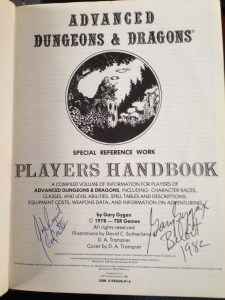 ADVANCED
DUNGEONS & DRAGONS®
SPECIAL REFERENCE WORK
PLAYERS HANDBOOK
A COMPILED VOLUME OF INFORMATION FOR PLAYERS OF
ADVANCED DUNGEONS & DRAGONS, INCLUDING: CHARACTER RACES,
CLASSES, AND LEVEL ABILITIES; SPELL TABLES AND DESCRIPTIONS;
EQUIPMENT COSTS; WEAPONS DATA; AND INFORMATION ON ADVENTURING.
by Gary Gygax
© 1978 — TSR Games
All rights reserved
Illustrations by David C. Sutherland
D. A. Trampier
Cover by D. A. Trampier
Gary Gygax
1982